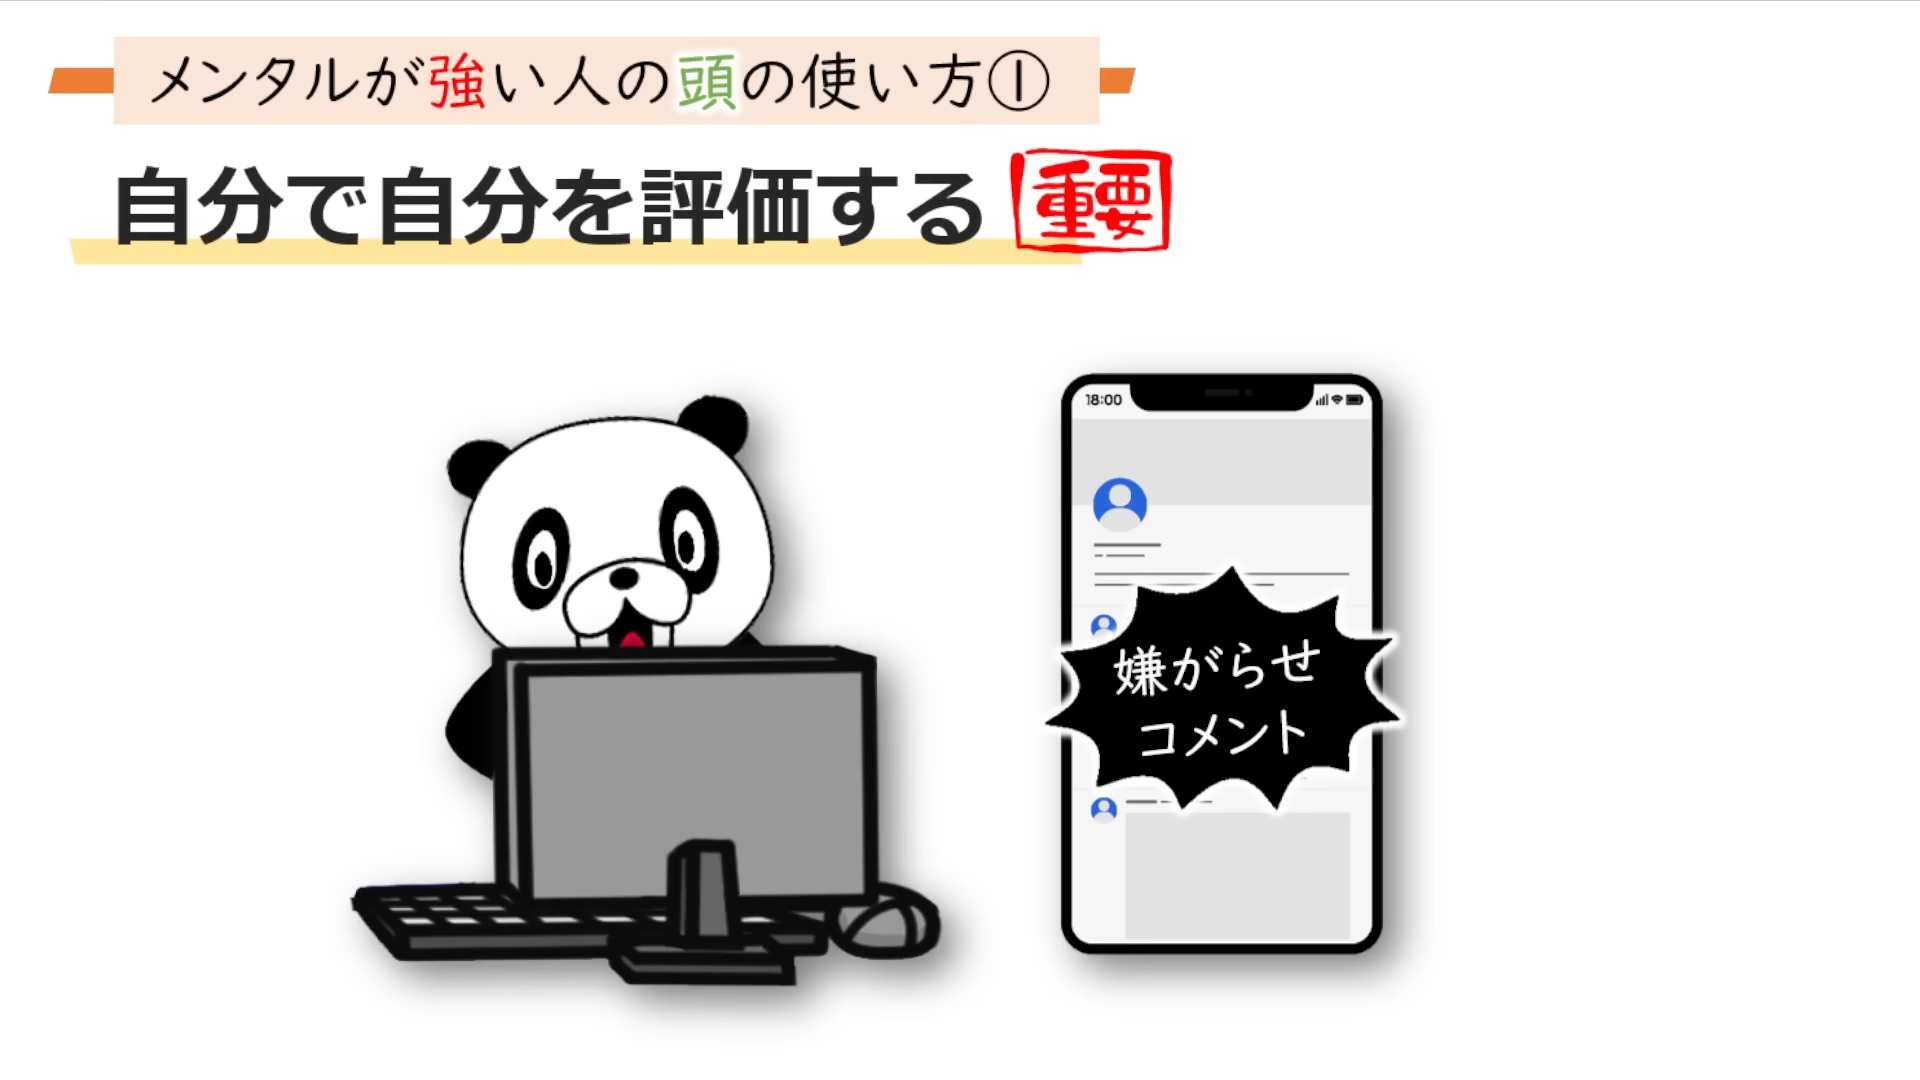 メンタルが強い人の頭の使い方①
自分で自分を評価する
重要
18:00
嫌がらせ
コメント